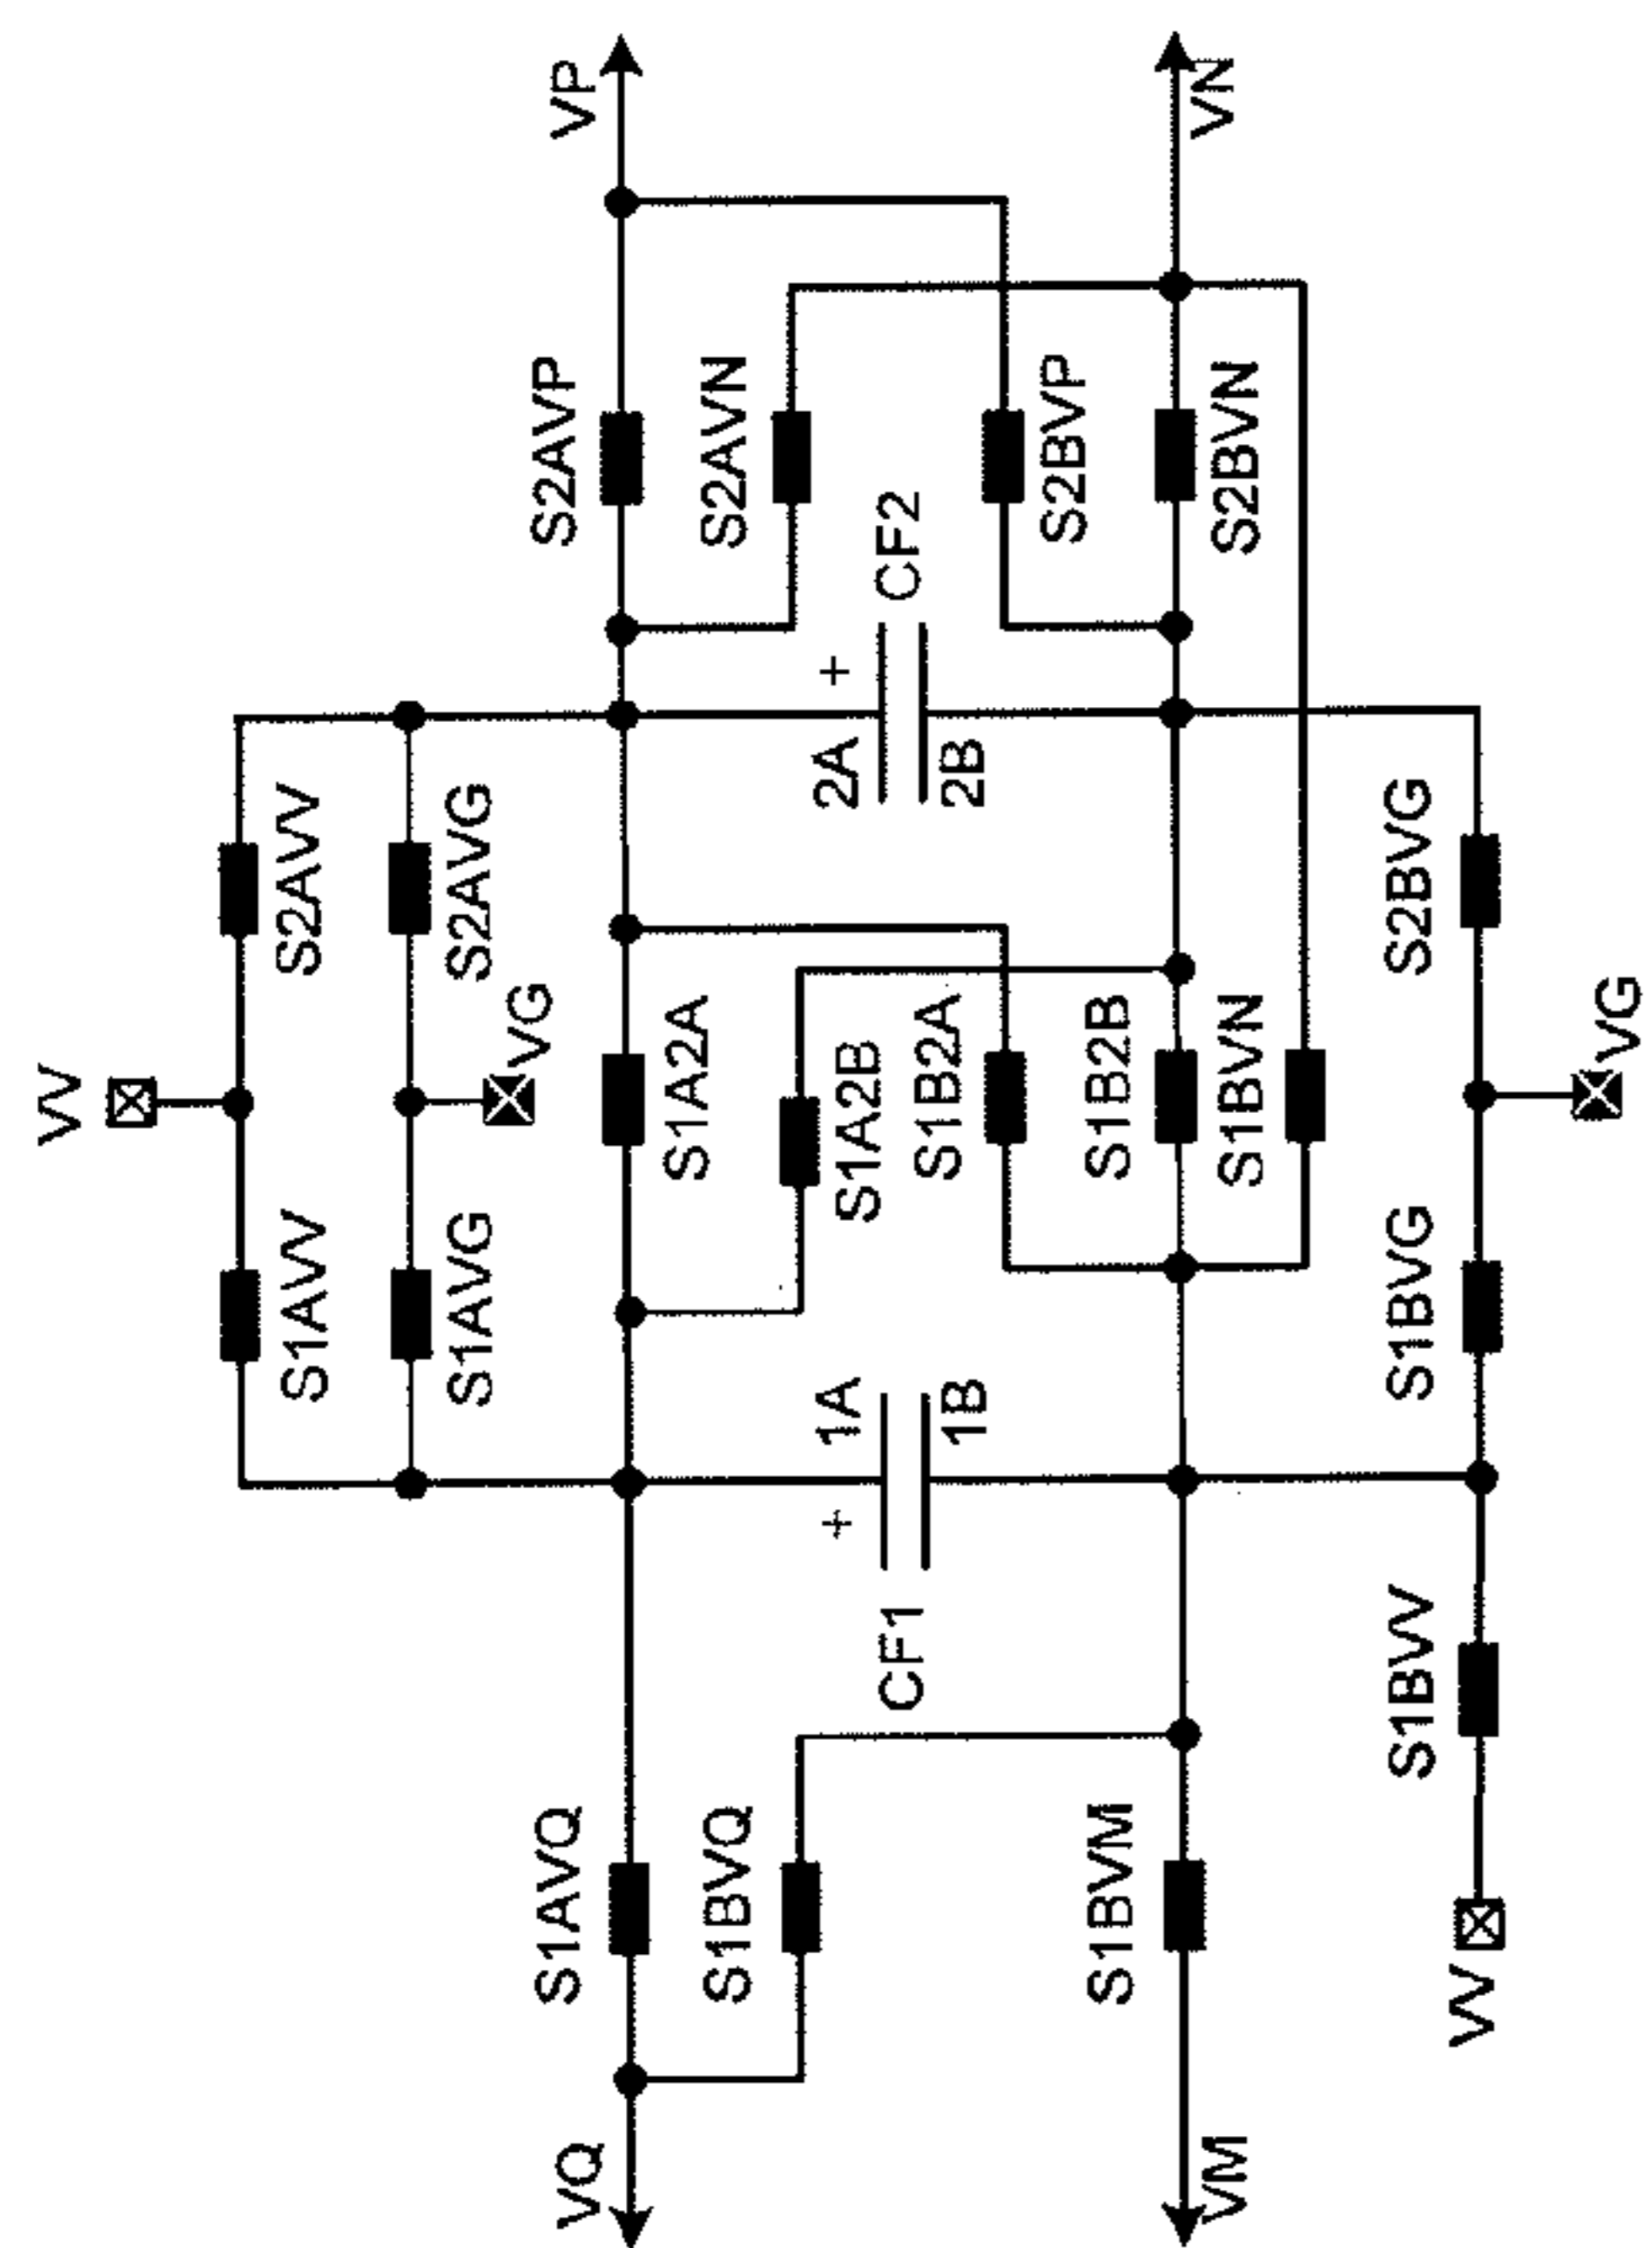 VV
S1AVV
S2AVV
S1AVG
S2AVG
VG
VQ
S1AVQ
S2AVP
VP
S1A2A
S1BVQ
S2AVN
+
1A
2A
+
S1A2B
CF1
CF2
S1B2A
1B
2B
S2BVP
S1BVM
S1B2B
VM
S1BVN
S2BVN
VN
S1BVV
S1BVG
S2BVG
VV
VG